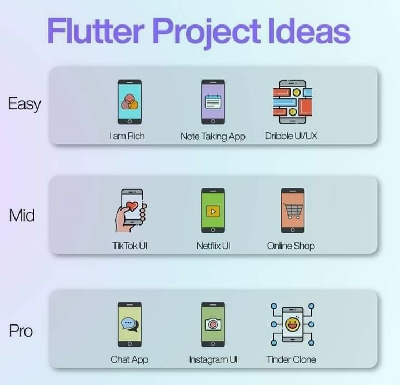 Flutter Project Ideas
Easy
I am Rich
Note Taking App
Dribble UI/UX
Mid
TikTok UI
Netflix UI
Online Shop
Pro
Chat App
Instagram UI
Tinder Clone